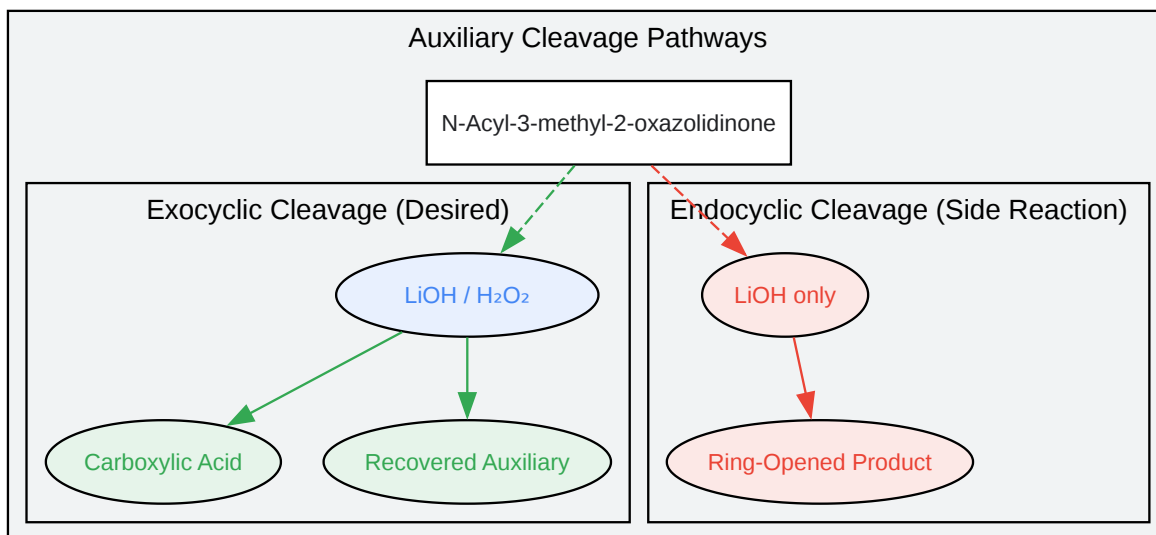 Auxiliary Cleavage Pathways
N-Acyl-3-methyl-2-oxazolidinone
Exocyclic Cleavage (Desired)
Endocyclic Cleavage (Side Reaction)
LiOH / H₂O₂
LiOH only
Carboxylic Acid
Recovered Auxiliary
Ring-Opened Product